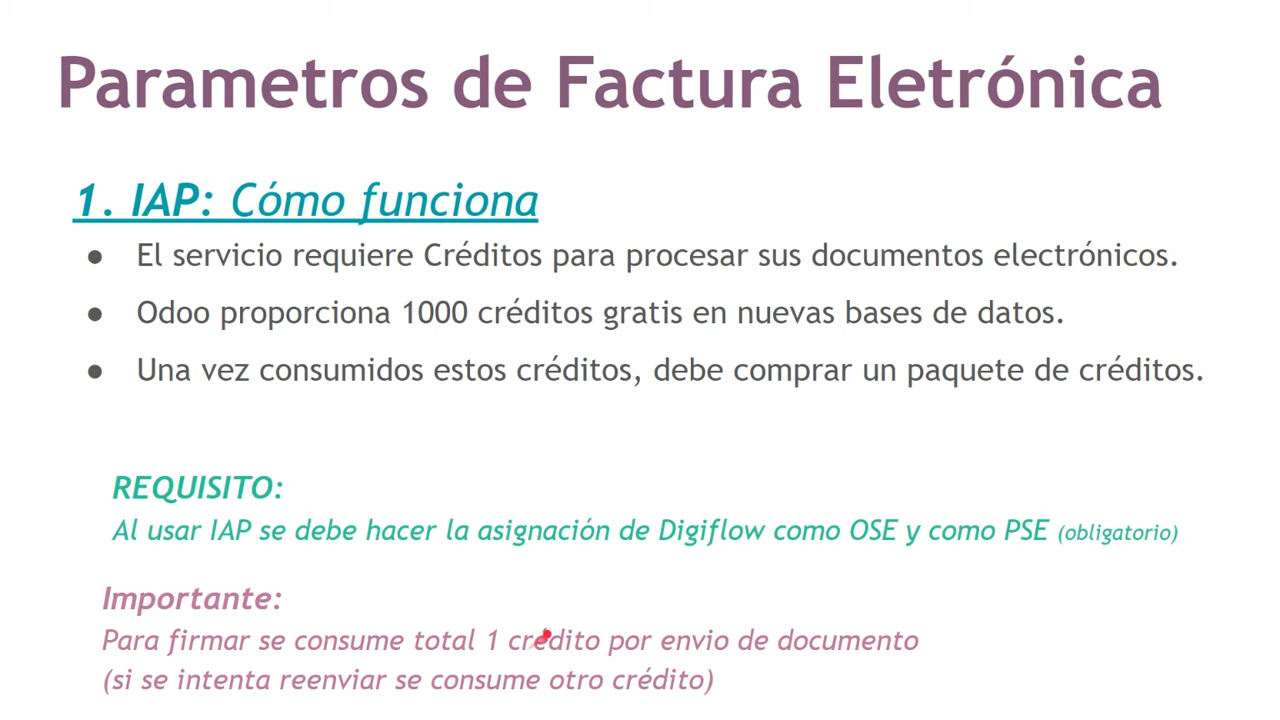 Parametros de Factura Eletrónica
1. IAP: Cómo funciona
● El servicio requiere Créditos para procesar sus documentos electrónicos.
● Odoo proporciona 1000 créditos gratis en nuevas bases de datos.
● Una vez consumidos estos créditos, debe comprar un paquete de créditos.
REQUISITO:
Al usar IAP se debe hacer la asignación de Digiflow como OSE y como PSE (obligatorio)
Importante:
Para firmar se consume total 1 crédito por envio de documento
(si se intenta reenviar se consume otro crédito)